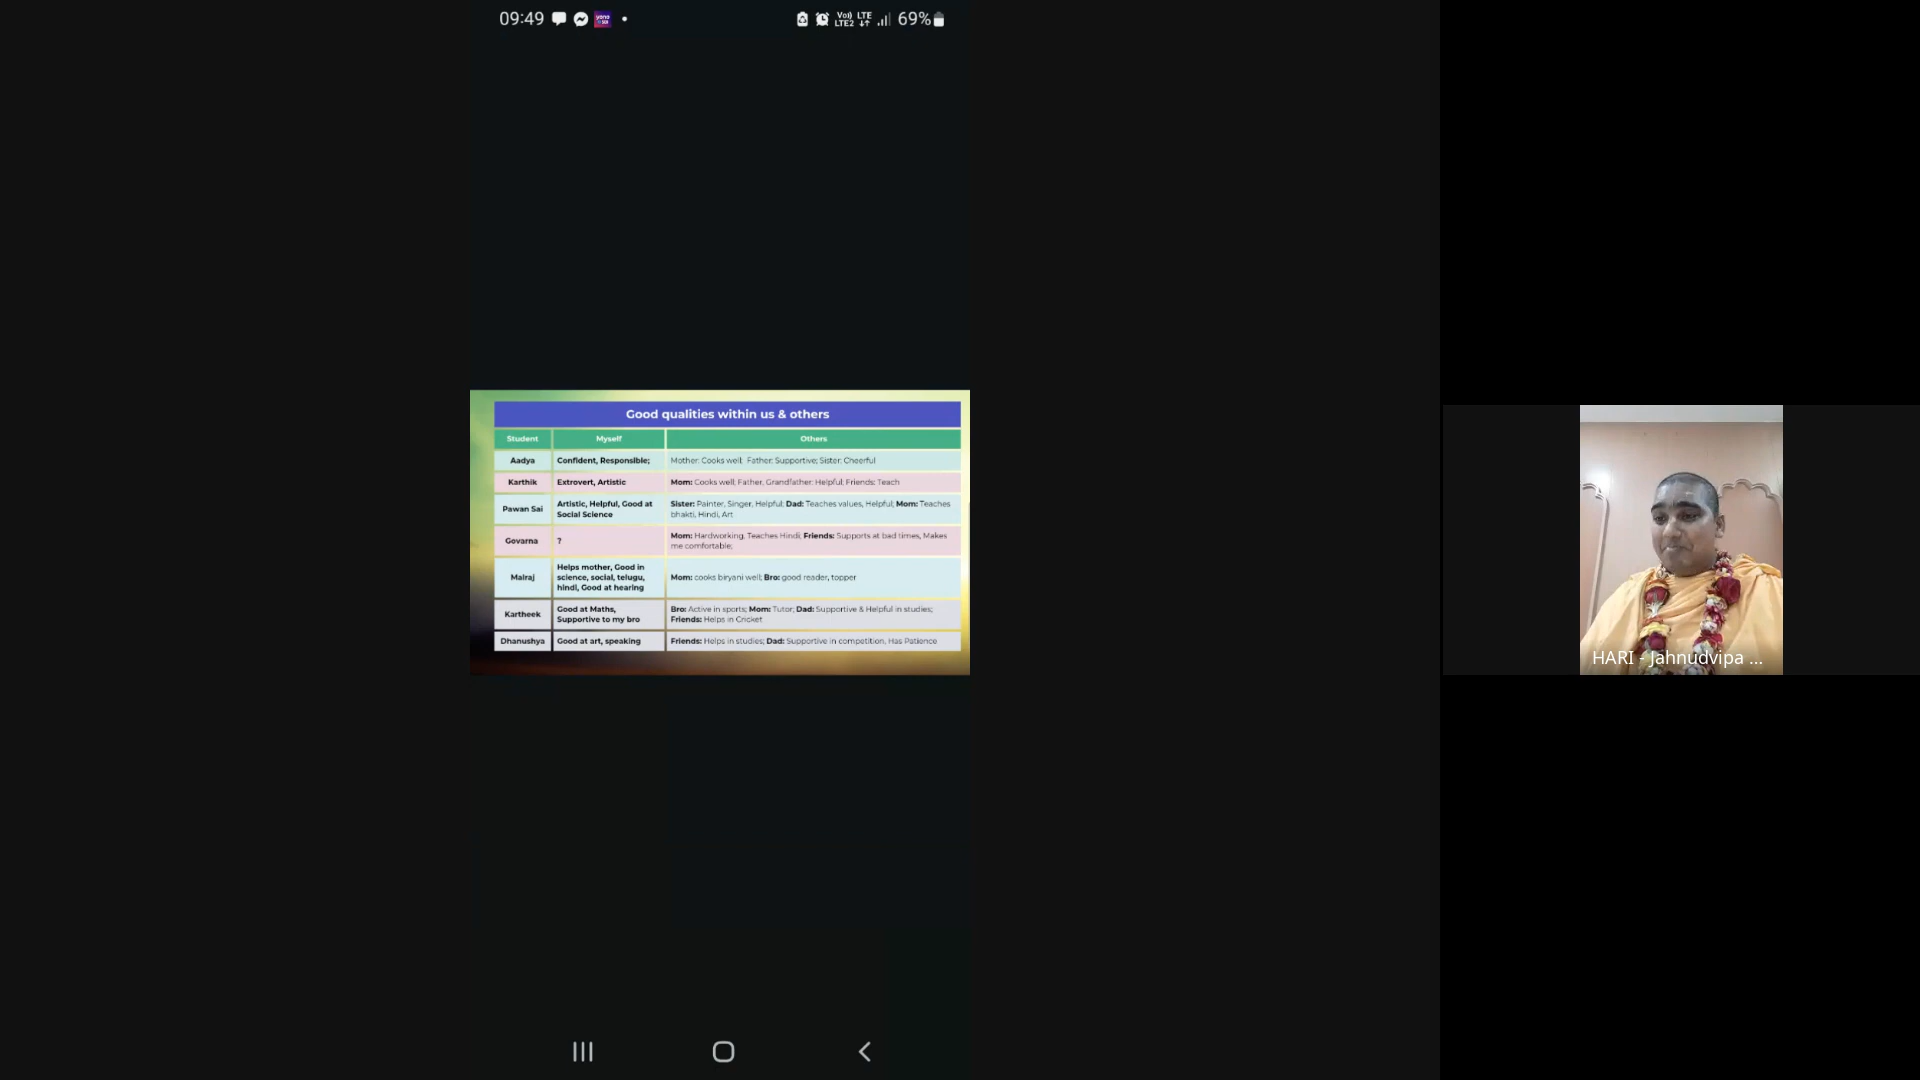 09:49
Vo) LTE
LTE2
69%
Good qualities within us & others
Student Myself Others
Aadya Confident, Responsible; Mother: Cooks well; Father: Supportive; Sister: Cheerful
Karthik Extrovert, Artistic Mom: Cooks well; Father, Grandfather: Helpful; Friends: Teach
Pawan Sai Artistic, Helpful, Good at Social Science Sister: Painter, Singer, Helpful; Dad: Teaches values, Helpful; Mom: Teaches bhakti, Hindi, Art
Govarna ? Mom: Hardworking, Teaches Hindi; Friends: Supports at bad times, Makes me comfortable;
Malraj Helps mother, Good in science, social, telugu, hindi, Good at hearing Mom: cooks biryani well; Bro: good reader, topper
Kartheek Good at Maths, Supportive to my bro Bro: Active in sports; Mom: Tutor; Dad: Supportive & Helpful in studies; Friends: Helps in Cricket
Dhanushya Good at art, speaking Friends: Helps in studies; Dad: Supportive in competition, Has Patience
HARI - Jahnudvipa ...